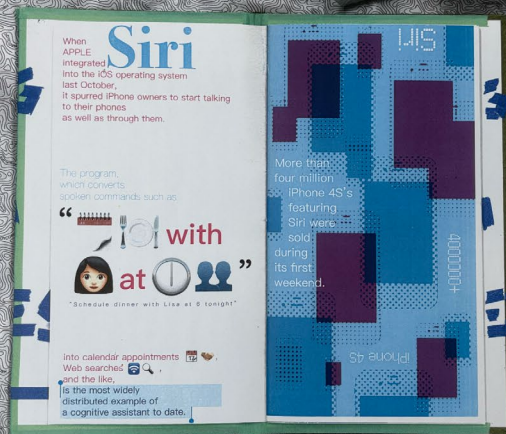 When
APPLE
integrated Siri
into the iOS operating system
last October,
it spurred iPhone owners to start talking
to their phones
as well as through them.
The program,
which converts
spoken commands such as
“ with
at ”
"Schedule dinner with Lisa at 8 tonight"
into calendar appointments ,
Web searches ,
and the like,
is the most widely
distributed example of
a cognitive assistant to date.
Siri
More than
four million
iPhone 4S's
featuring
Siri were
sold
during
its first
weekend.
4000000+
iPhone 4S